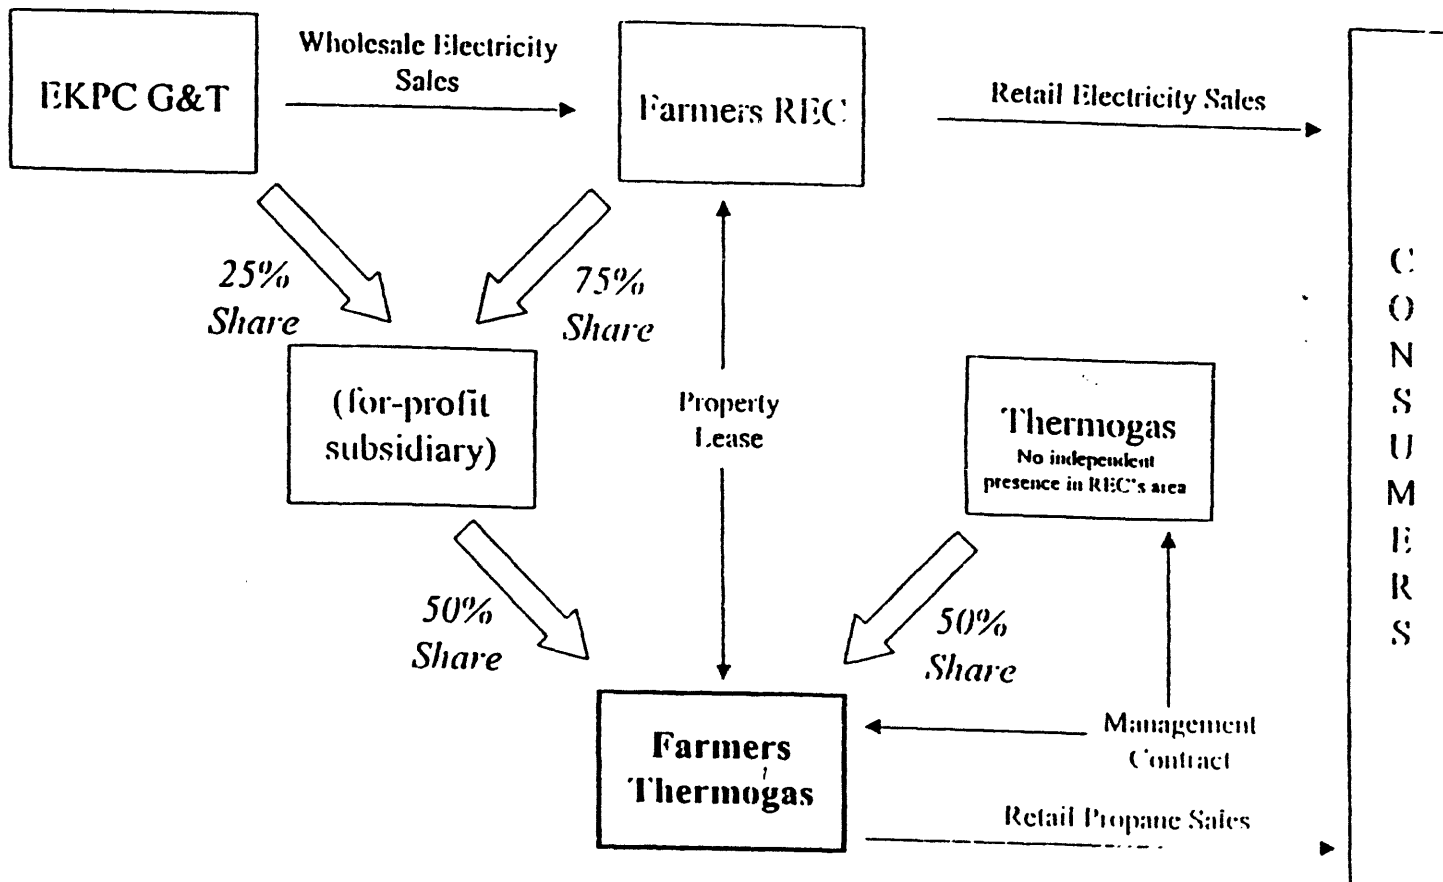 EKPC G&T
Wholesale Electricity
Sales
Farmers REC
Retail Electricity Sales
25%
Share
75%
Share
(for-profit
subsidiary)
Property
Lease
Thermogas
No independent
presence in REC's area
50%
Share
50%
Share
Farmers
Thermogas
Management
Contract
Retail Propane Sales
C
O
N
S
U
M
E
R
S